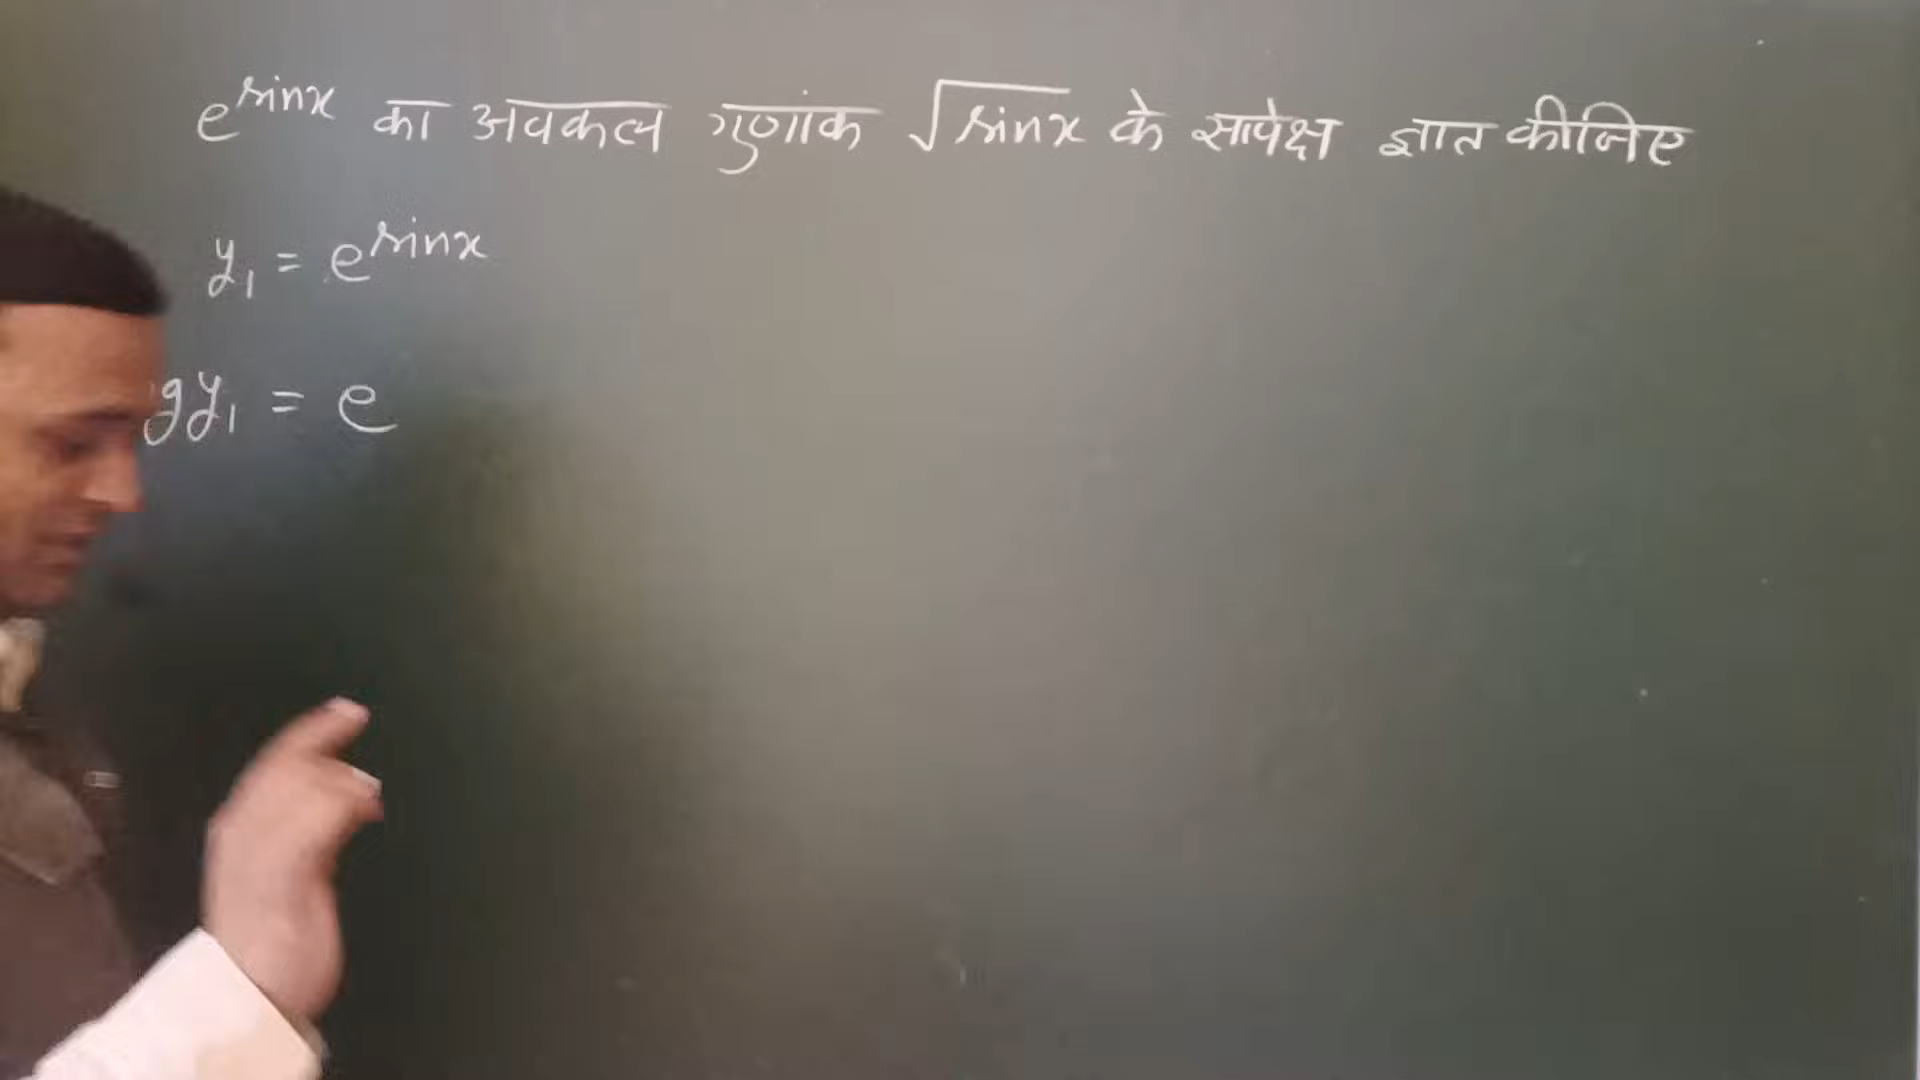 e^sinx का अवकल गुणांक √sinx के सापेक्ष ज्ञात कीजिए
y₁ = e^sinx
gy₁ = e